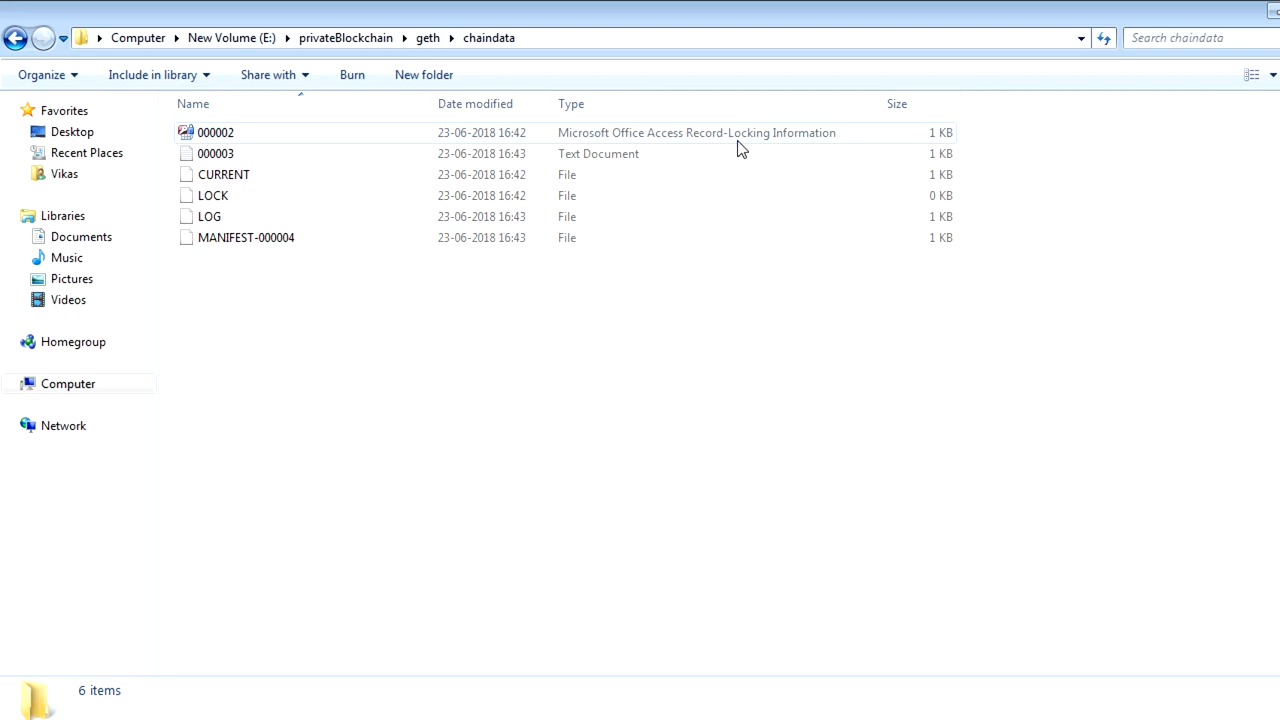 Computer New Volume (E:) privateBlockchain geth chaindata Search chaindata
Organize Include in library Share with Burn New folder
Name Date modified Type Size
Favorites
Desktop
Recent Places
Vikas
Libraries
Documents
Music
Pictures
Videos
Homegroup
Computer
Network
000002 23-06-2018 16:42 Microsoft Office Access Record-Locking Information 1 KB
000003 23-06-2018 16:43 Text Document 1 KB
CURRENT 23-06-2018 16:42 File 1 KB
LOCK 23-06-2018 16:42 File 0 KB
LOG 23-06-2018 16:43 File 1 KB
MANIFEST-000004 23-06-2018 16:43 File 1 KB
6 items